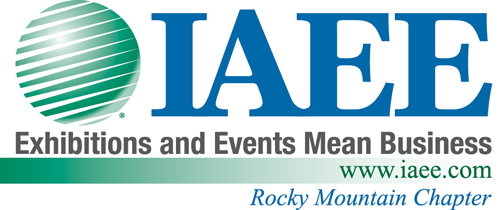 IAEE
®
Exhibitions and Events Mean Business
www.iaee.com
Rocky Mountain Chapter